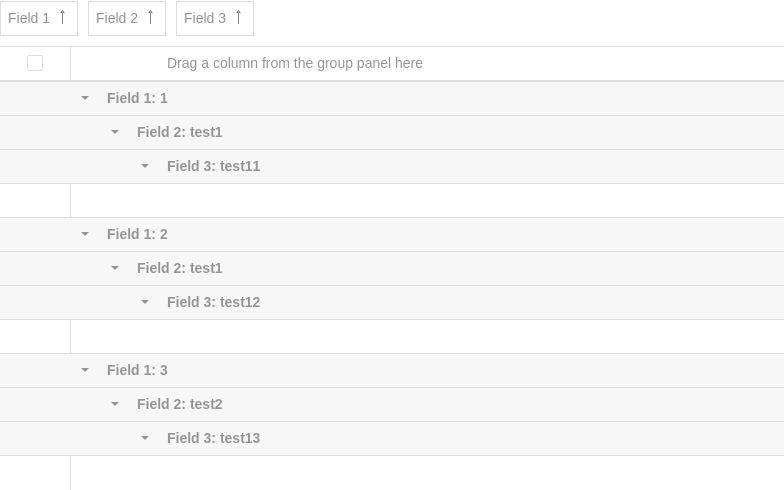 Field 1 Field 2 Field 3
Drag a column from the group panel here
Field 1: 1
Field 2: test1
Field 3: test11
Field 1: 2
Field 2: test1
Field 3: test12
Field 1: 3
Field 2: test2
Field 3: test13